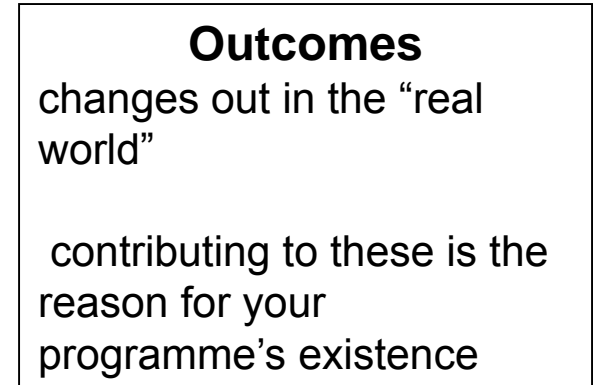 Outcomes
changes out in the “real
world”
contributing to these is the
reason for your
programme’s existence